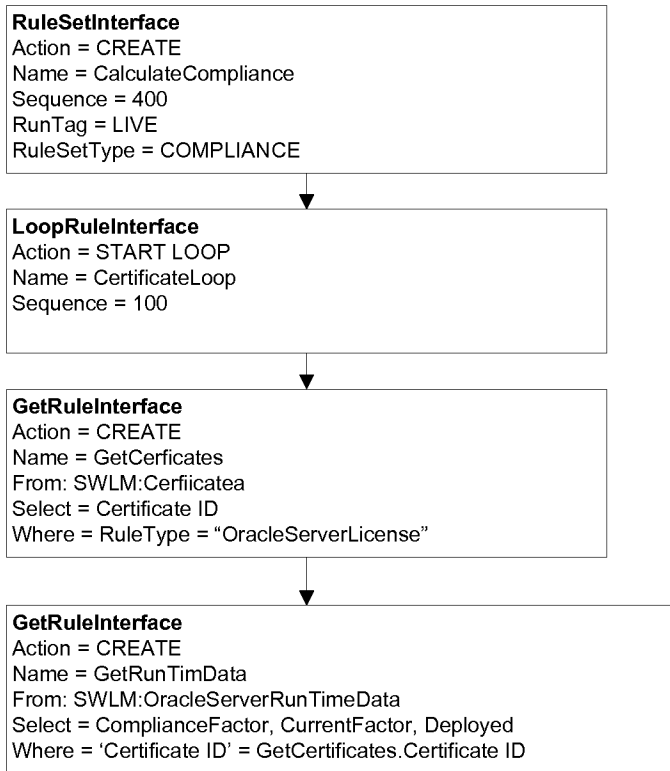 RuleSetInterface
Action = CREATE
Name = CalculateCompliance
Sequence = 400
RunTag = LIVE
RuleSetType = COMPLIANCE
LoopRuleInterface
Action = START LOOP
Name = CertificateLoop
Sequence = 100
GetRuleInterface
Action = CREATE
Name = GetCerficates
From: SWLM:Cerfiicatea
Select = Certificate ID
Where = RuleType = “OracleServerLicense”
GetRuleInterface
Action = CREATE
Name = GetRunTimData
From: SWLM:OracleServerRunTimeData
Select = ComplianceFactor, CurrentFactor, Deployed
Where = ‘Certificate ID’ = GetCertificates.Certificate ID